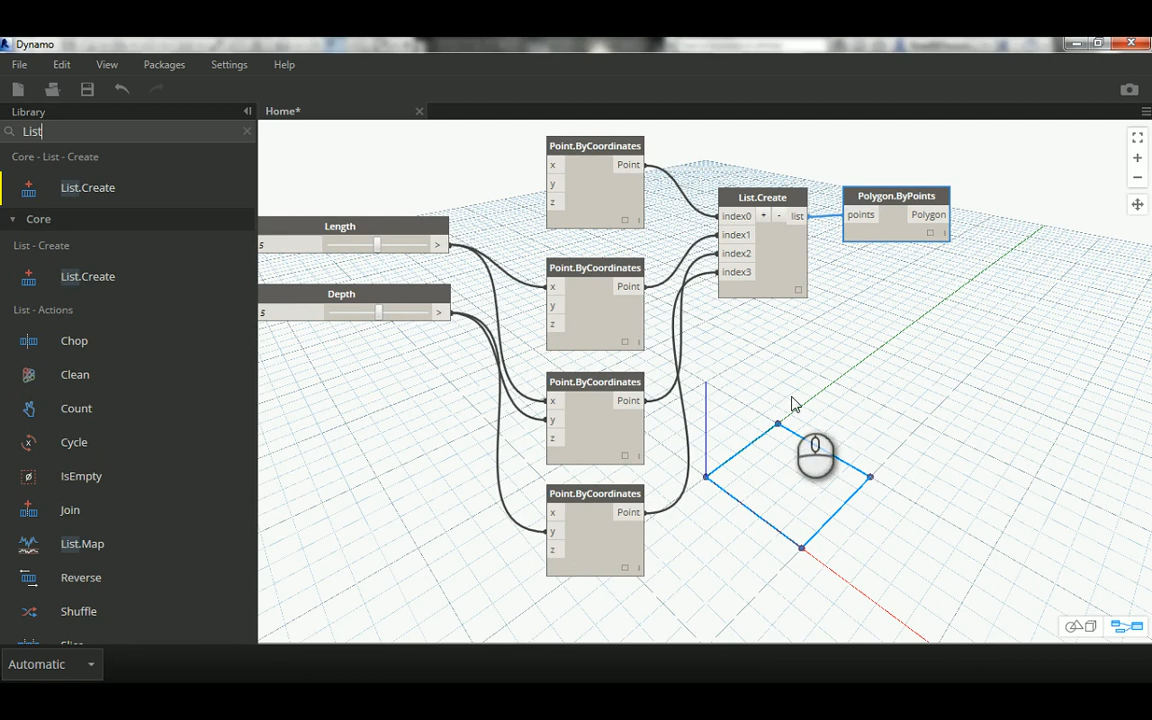 Dynamo
File Edit View Packages Settings Help
Library
Home*
List
Core - List - Create
List.Create
Core
List - Create
List.Create
List - Actions
Chop
Clean
Count
Cycle
IsEmpty
Join
List.Map
Reverse
Shuffle
Automatic
Length
5 >
Depth
5 >
Point.ByCoordinates
x Point
y
z
Point.ByCoordinates
x Point
y
z
Point.ByCoordinates
x Point
y
z
Point.ByCoordinates
x Point
y
z
List.Create
index0 + - list
index1
index2
index3
Polygon.ByPoints
points Polygon